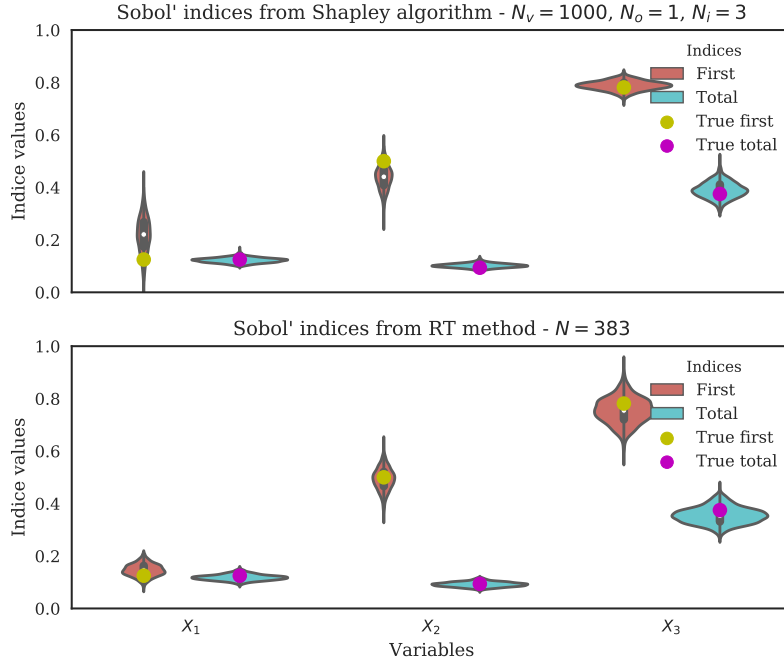 Sobol' indices from Shapley algorithm - $N_v = 1000$, $N_o = 1$, $N_i = 3$
1.0
0.8
0.6
0.4
0.2
0.0
Indice values
Indices
First
Total
True first
True total
Sobol' indices from RT method - $N = 383$
1.0
0.8
0.6
0.4
0.2
0.0
Indice values
Indices
First
Total
True first
True total
$X_1$
$X_2$
$X_3$
Variables